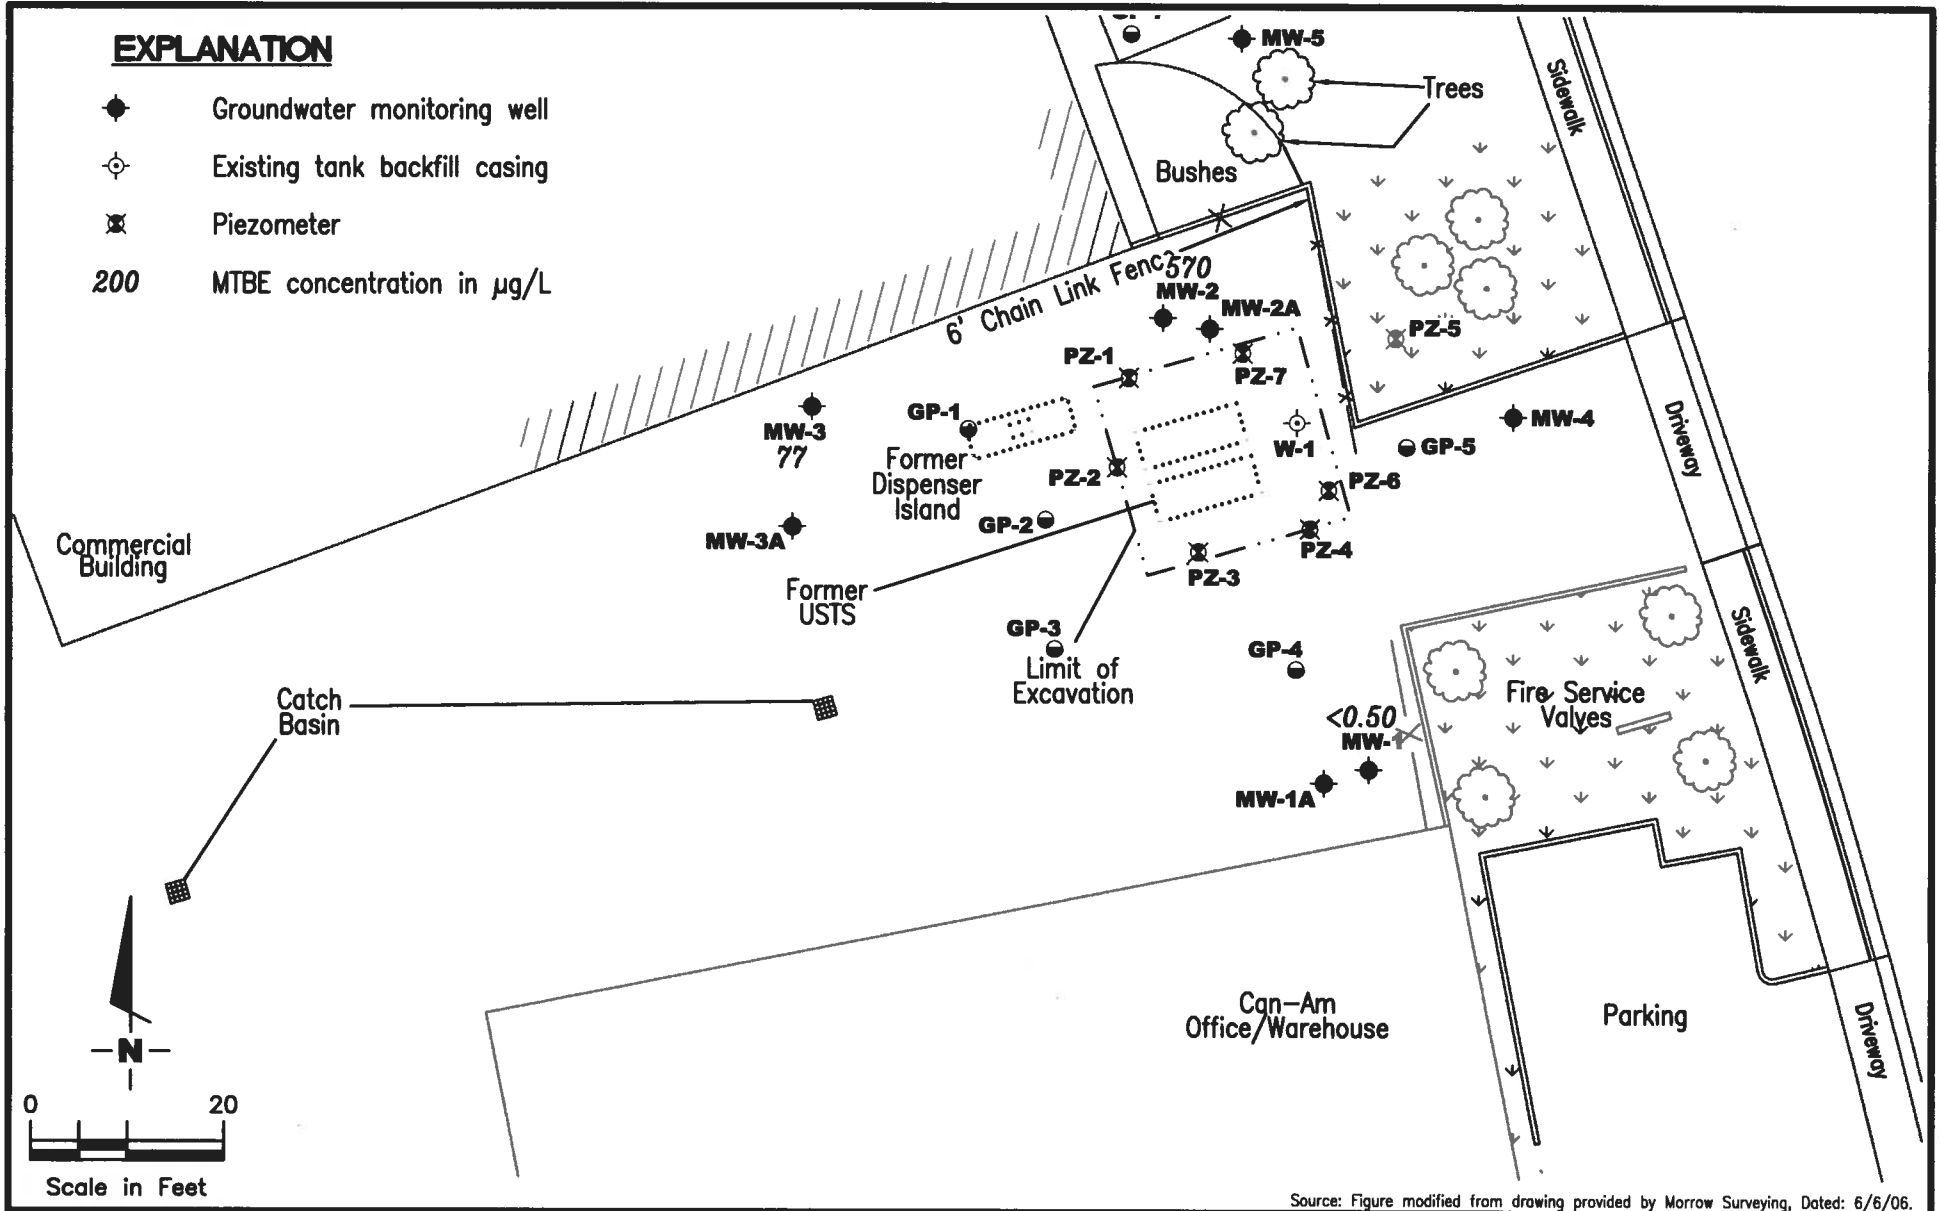 EXPLANATION
Groundwater monitoring well
Existing tank backfill casing
Piezometer
200 MTBE concentration in µg/L
MW-5
Trees
Sidewalk
Bushes
6' Chain Link Fenc
570
MW-2
MW-2A
PZ-5
PZ-1
PZ-7
GP-1
MW-3
77
W-1
MW-4
GP-5
Driveway
Former
Dispenser
Island
PZ-2
PZ-6
GP-2
MW-3A
PZ-4
PZ-3
Commercial
Building
Former
USTS
GP-3
Limit of
Excavation
GP-4
Sidewalk
Fire Service
Valves
<0.50
MW-1
MW-1A
Catch
Basin
Can-Am
Office/Warehouse
Parking
Driveway
N
0 20
Scale in Feet
Source: Figure modified from drawing provided by Morrow Surveying, Dated: 6/6/06.